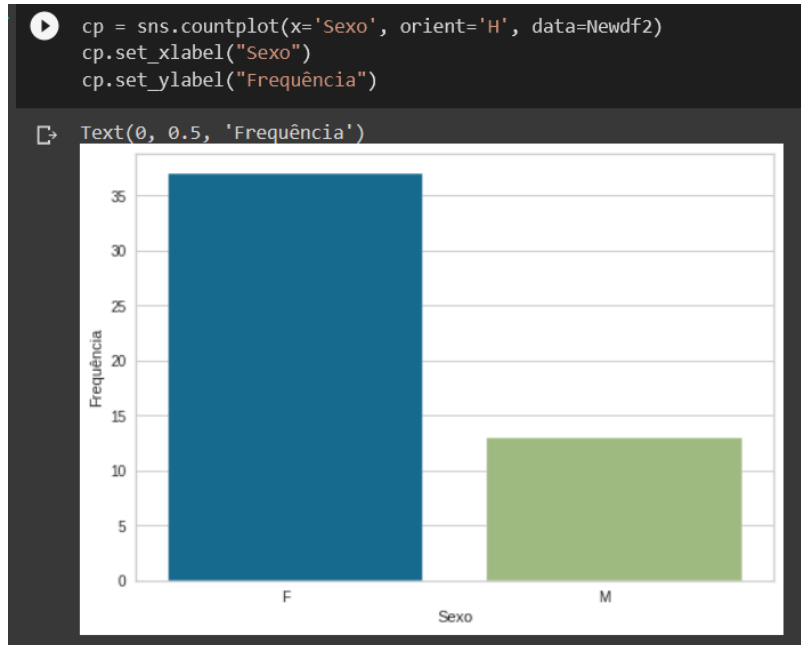 cp = sns.countplot(x='Sexo', orient='H', data=Newdf2)
cp.set_xlabel("Sexo")
cp.set_ylabel("Frequência")
Text(0, 0.5, 'Frequência')
35
30
25
20
15
10
5
0
Frequência
F M
Sexo